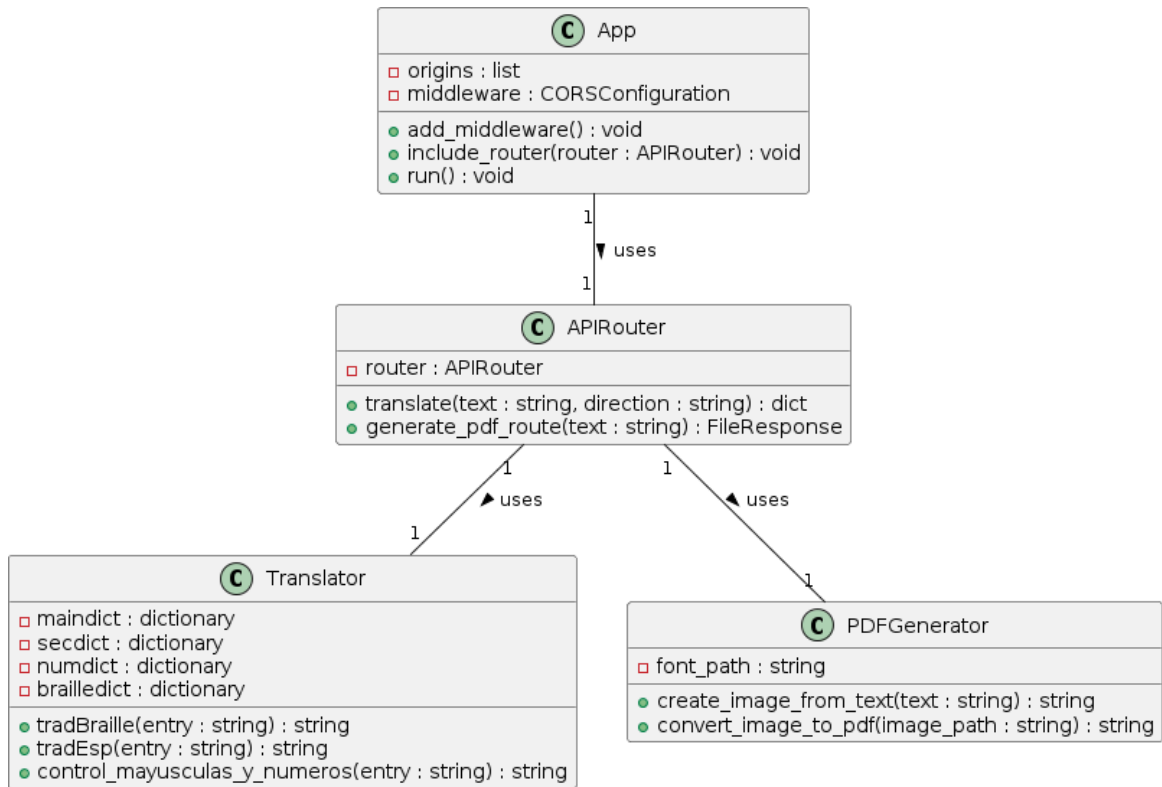 C App
origins : list
middleware : CORSConfiguration
add_middleware() : void
include_router(router : APIRouter) : void
run() : void
1
uses
1
C APIRouter
router : APIRouter
translate(text : string, direction : string) : dict
generate_pdf_route(text : string) : FileResponse
1
1
uses
uses
1
1
C Translator
maindict : dictionary
secdict : dictionary
numdict : dictionary
brailledict : dictionary
tradBraille(entry : string) : string
tradEsp(entry : string) : string
control_mayusculas_y_numeros(entry : string) : string
C PDFGenerator
font_path : string
create_image_from_text(text : string) : string
convert_image_to_pdf(image_path : string) : string